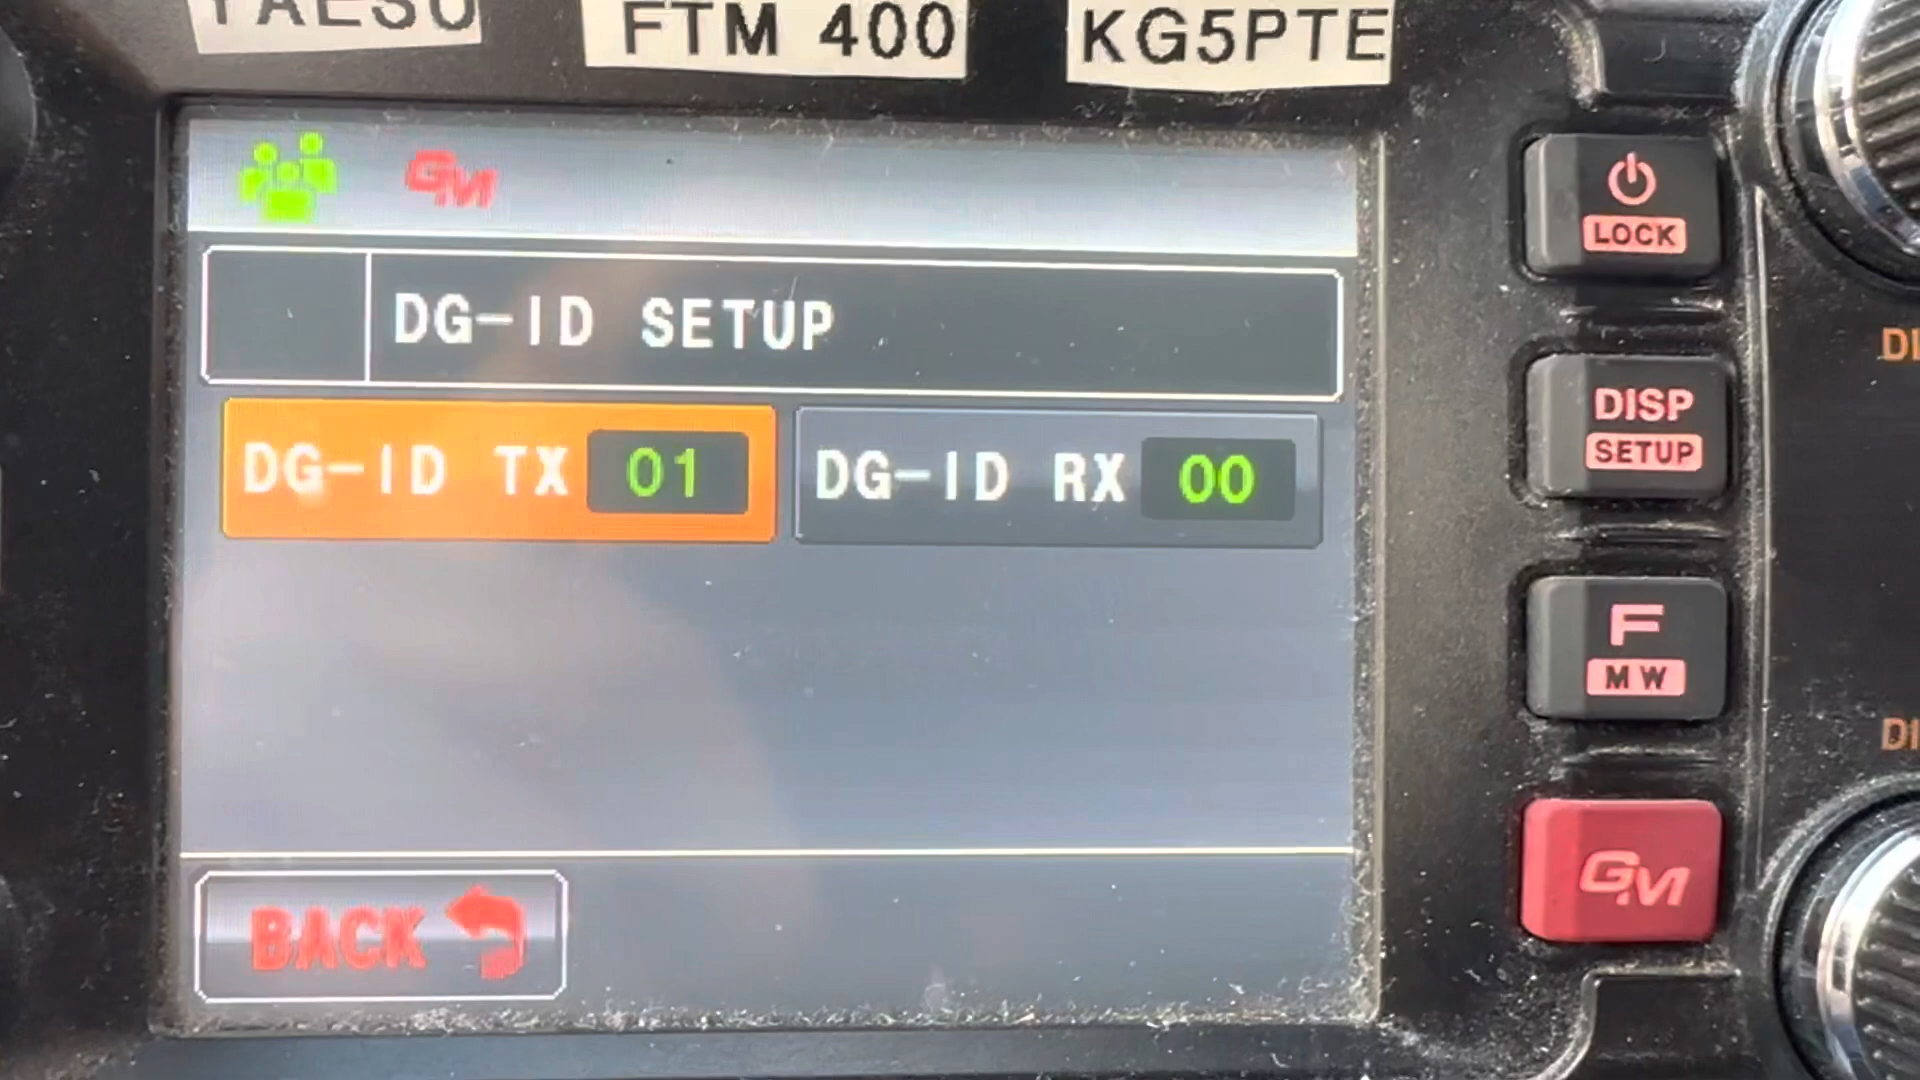 YAESU FTM 400 KG5PTE
GM
DG-ID SETUP
DG-ID TX 01 DG-ID RX 00
BACK
LOCK
DISP
SETUP
F
MW
GM